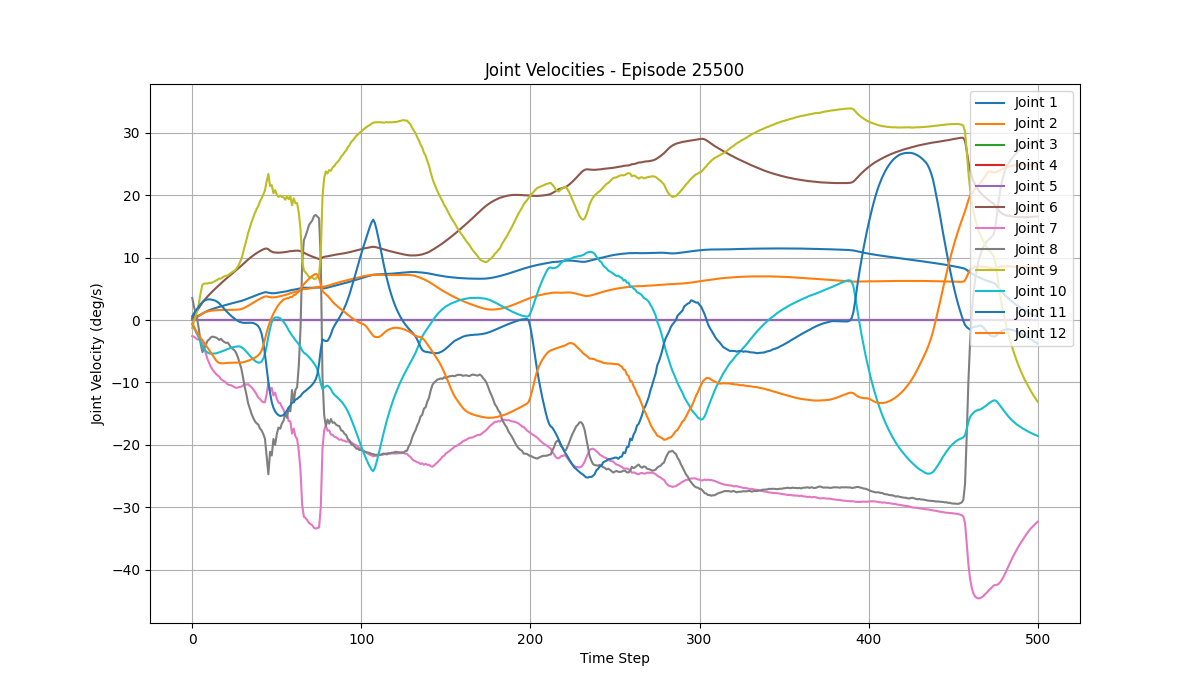 Joint Velocities - Episode 25500
Joint Velocity (deg/s)
30
20
10
0
−10
−20
−30
−40
0
100
200
300
400
500
Time Step
Joint 1
Joint 2
Joint 3
Joint 4
Joint 5
Joint 6
Joint 7
Joint 8
Joint 9
Joint 10
Joint 11
Joint 12